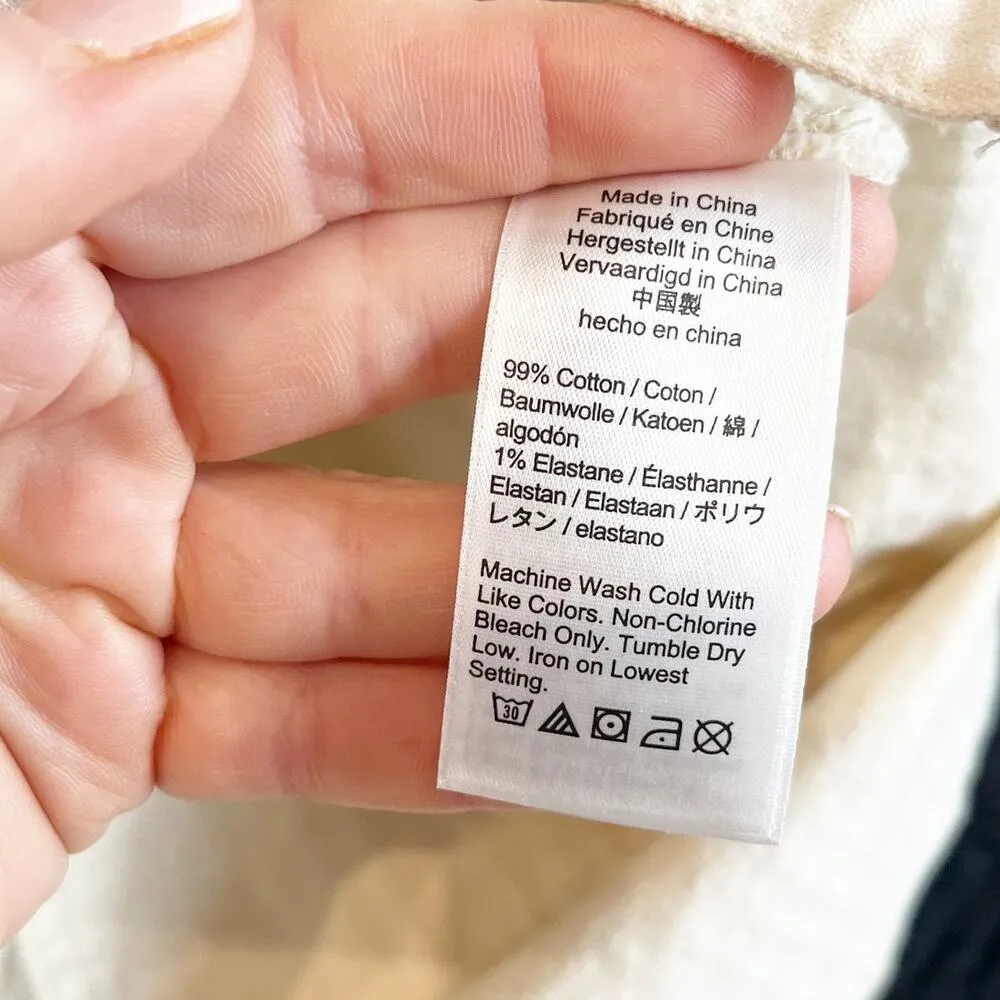 Made in China
Fabriqué en Chine
Hergestellt in China
Vervaardigd in China
中国製
hecho en china
99% Cotton / Coton /
Baumwolle / Katoen / 綿 /
algodón
1% Elastane / Élasthanne /
Elastan / Elastaan / ポリウ
レタン / elastano
Machine Wash Cold With
Like Colors. Non-Chlorine
Bleach Only. Tumble Dry
Low. Iron on Lowest
Setting.
30